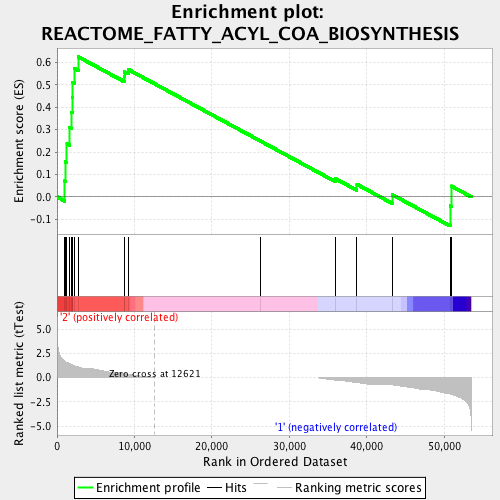 Enrichment plot:
REACTOME_FATTY_ACYL_COA_BIOSYNTHESIS
Enrichment score (ES)
0.6
0.5
0.4
0.3
0.2
0.1
0.0
-0.1
Ranked list metric (tTest)
'2' (positively correlated)
5.0
2.5
0.0
-2.5
-5.0
Zero cross at 12621
'1' (negatively correlated)
0 10,000 20,000 30,000 40,000 50,000
Rank in Ordered Dataset
Enrichment profile Hits Ranking metric scores